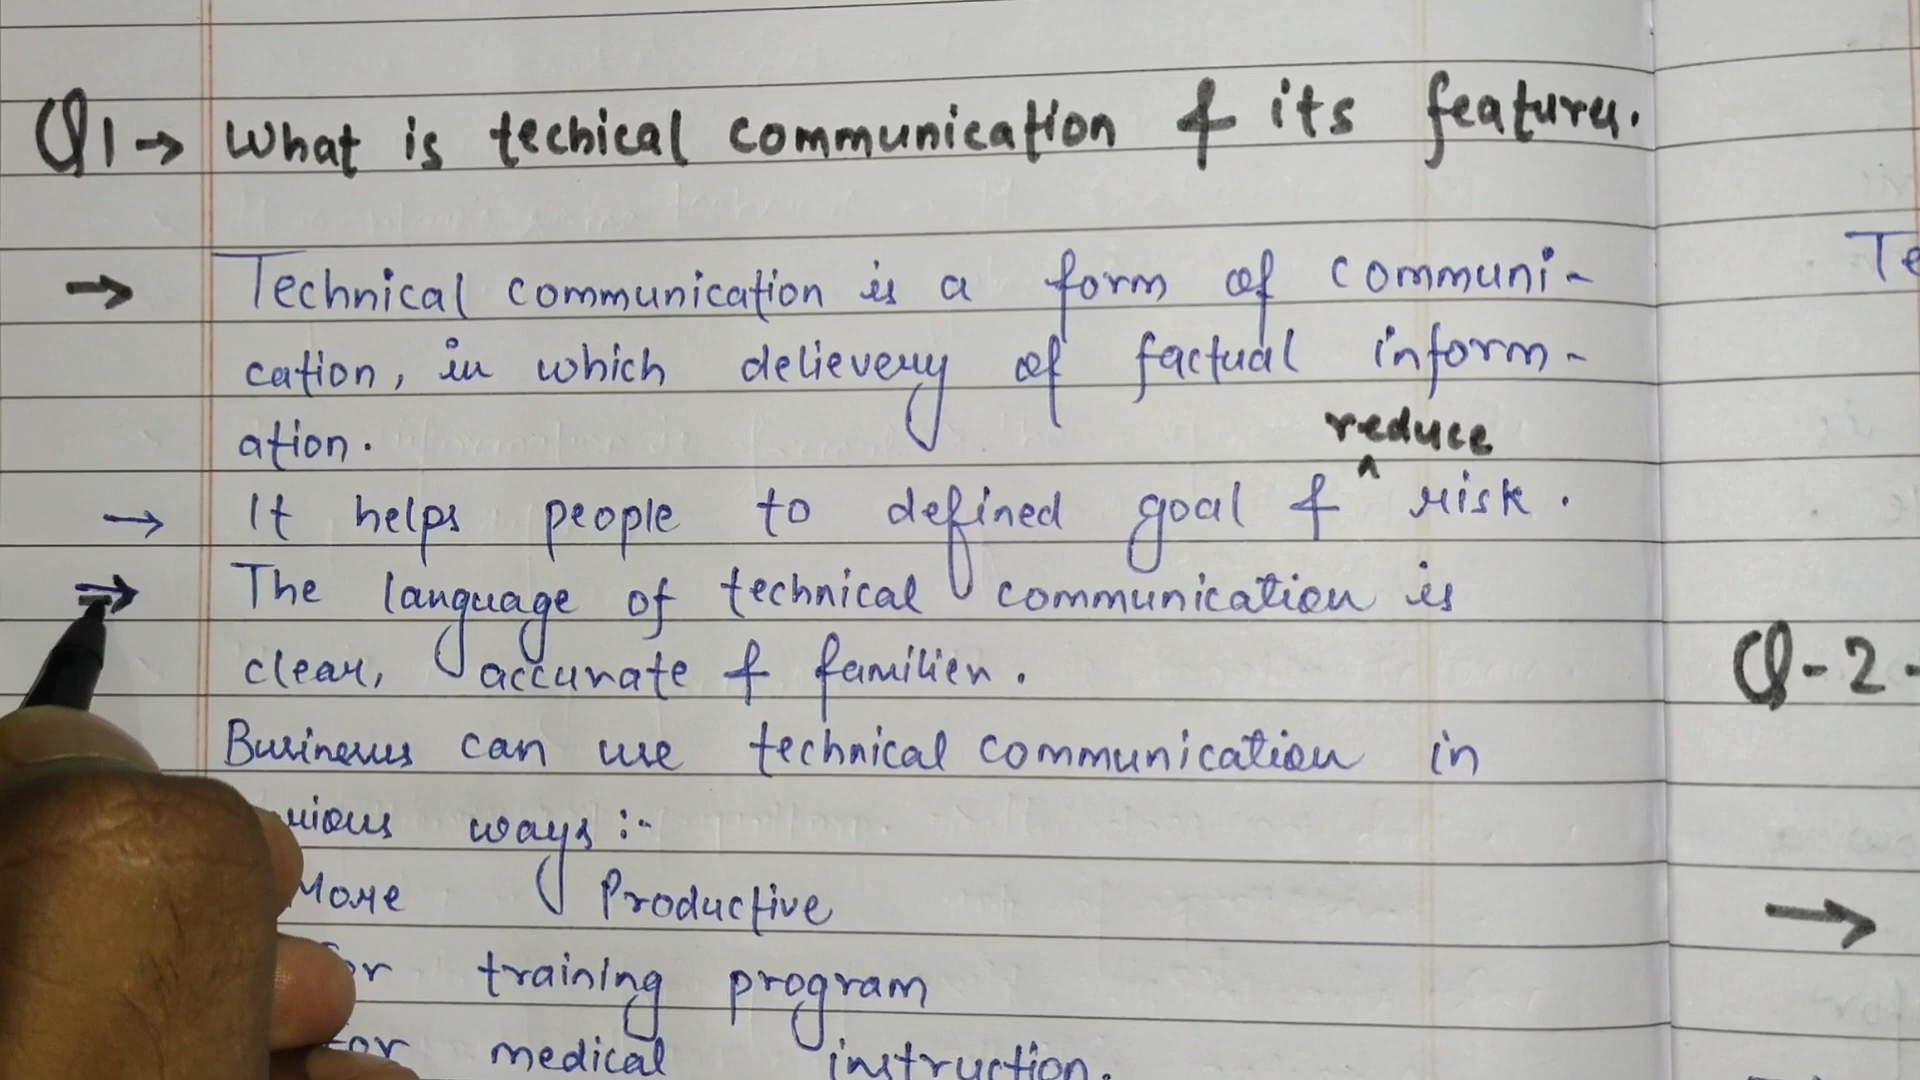 Q1→ What is techical communication & its features.
→ Technical communication is a form of communi-
cation, in which delievery of factual inform-
ation.
reduce
→ It helps people to defined goal & ^ risk.
→ The language of technical communication is
clear, accurate & familier.
Business can use technical communication in
ways :-
More Productive
training program
medical instruction.
Te
Q-2-
→